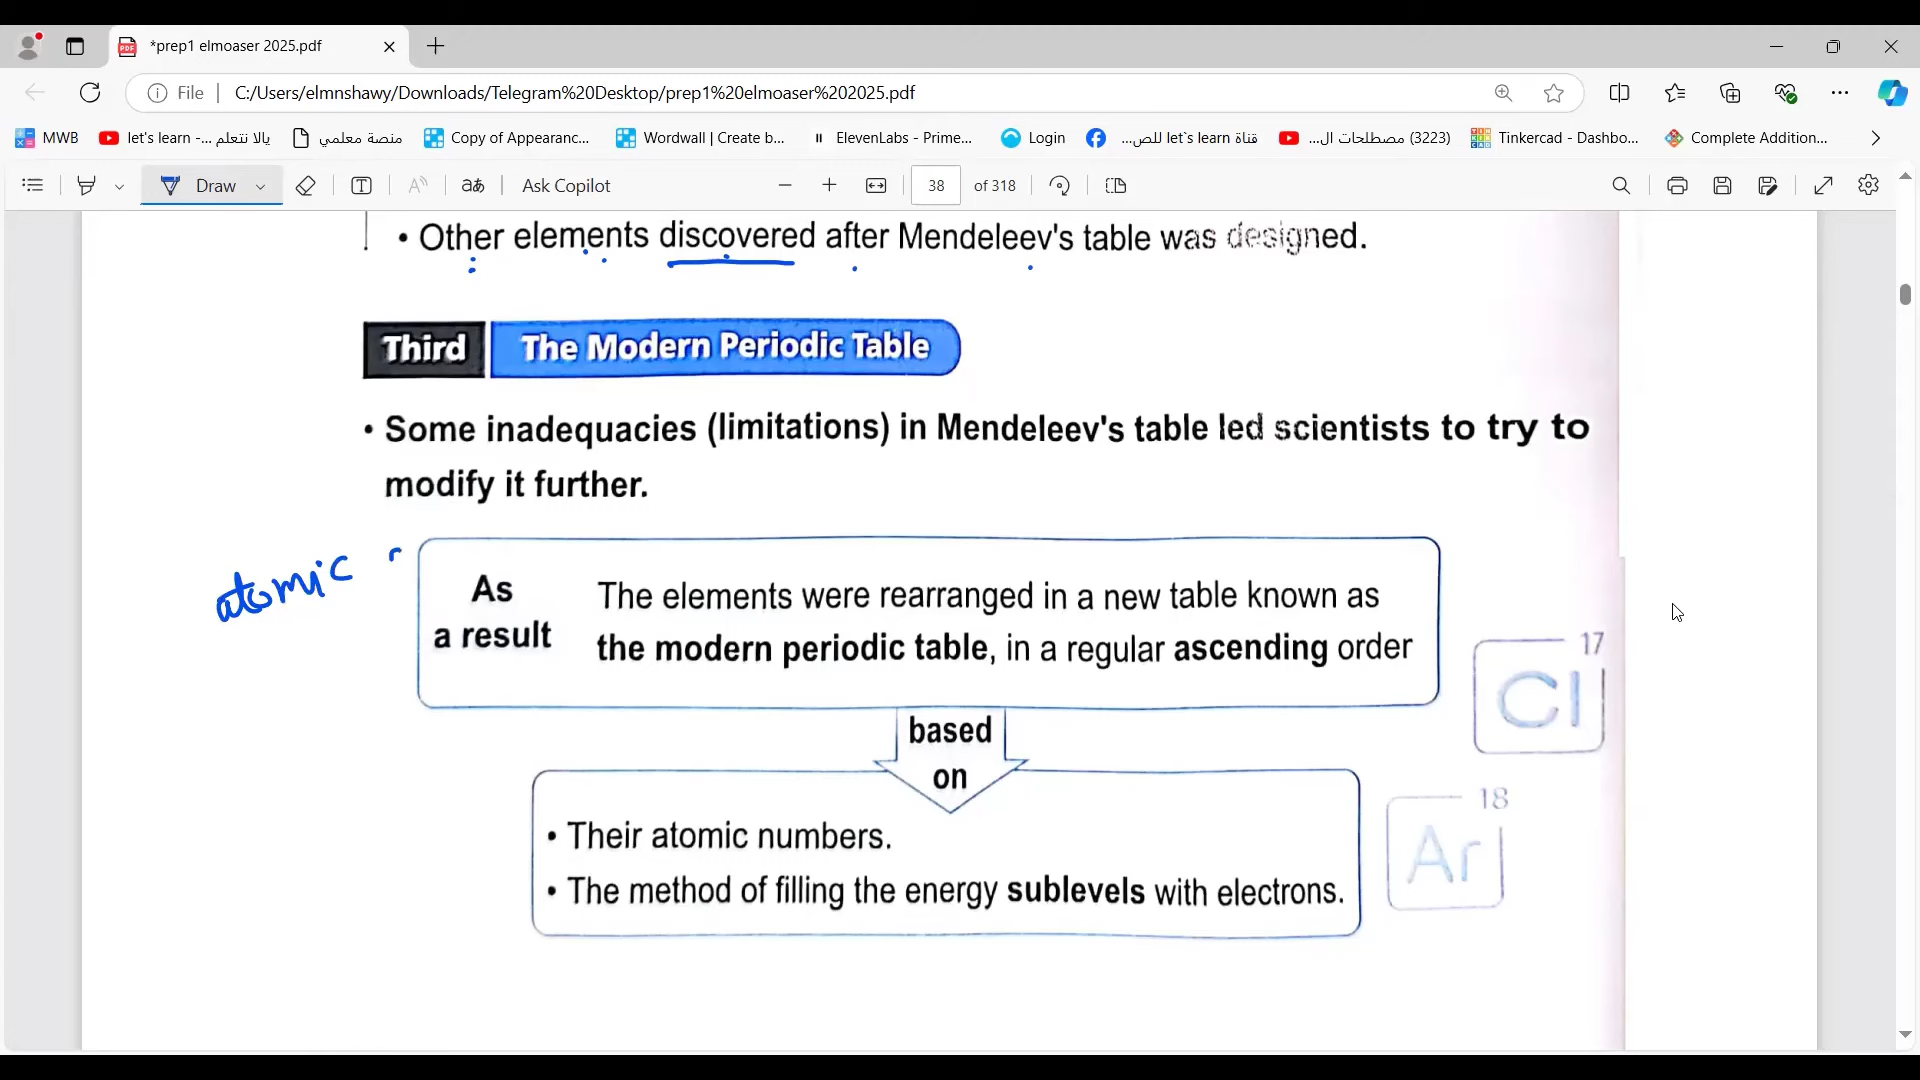 *prep1 elmoaser 2025.pdf
File
C:/Users/elmnshawy/Downloads/Telegram%20Desktop/prep1%20elmoaser%202025.pdf
MWB
let's learn -... يالا نتعلم
منصة معلمي
Copy of Appearanc...
Wordwall | Create b...
ElevenLabs - Prime...
Login
قناة let`s learn للص...
(3223) مصطلحات ال...
Tinkercad - Dashbo...
Complete Addition...
Draw
Ask Copilot
38
of 318
• Other elements discovered after Mendeleev's table was designed.
Third
The Modern Periodic Table
• Some inadequacies (limitations) in Mendeleev's table led scientists to try to
modify it further.
atomic
As
a result
The elements were rearranged in a new table known as
the modern periodic table, in a regular ascending order
17
Cl
based
on
18
Ar
• Their atomic numbers.
• The method of filling the energy sublevels with electrons.